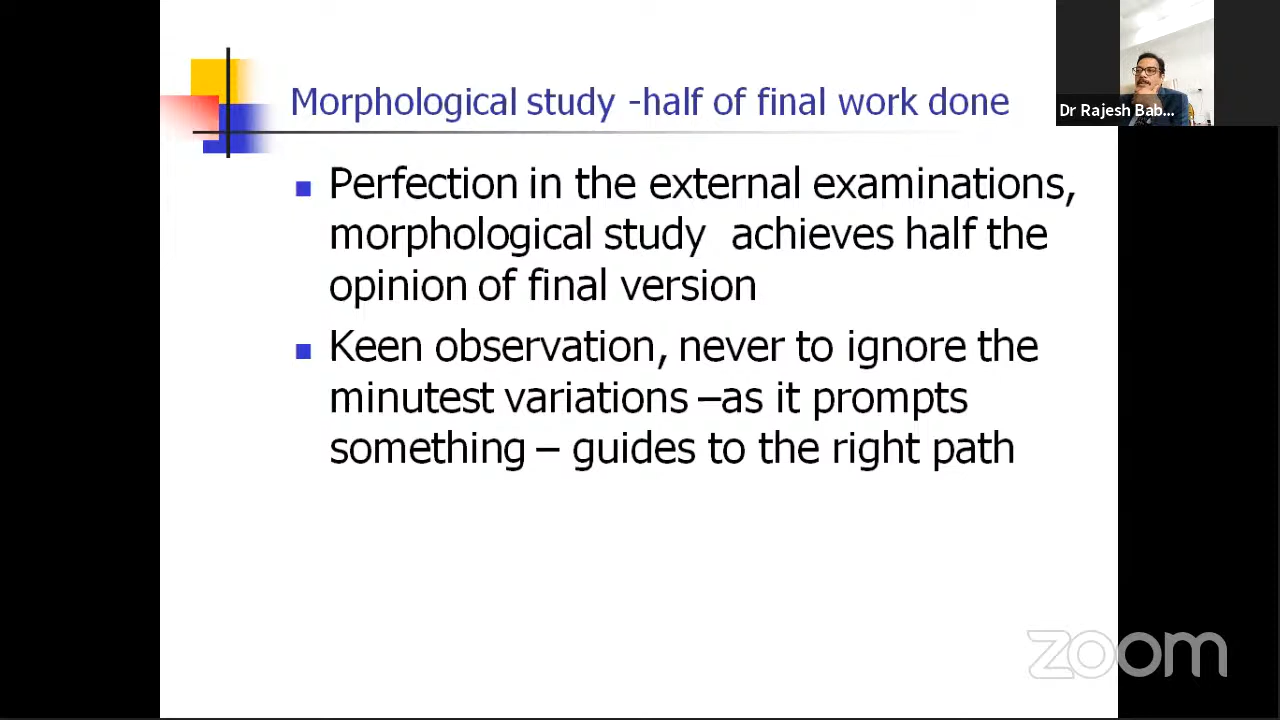 Morphological study -half of final work done
Dr Rajesh Bab...
Perfection in the external examinations,
morphological study achieves half the
opinion of final version
Keen observation, never to ignore the
minutest variations –as it prompts
something – guides to the right path
zoom